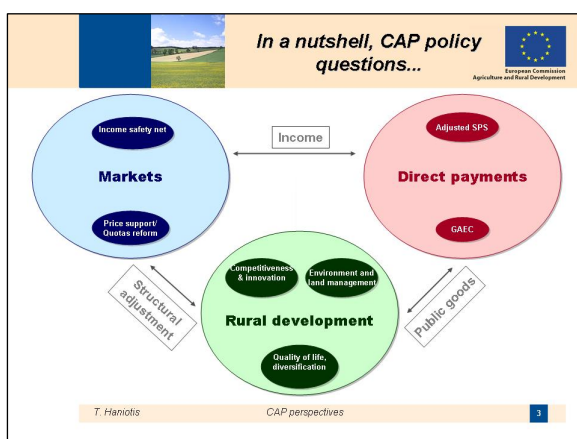 In a nutshell, CAP policy
questions...
European Commission
Agriculture and Rural Development
Income safety net
Markets
Price support/
Quotas reform
Income
Adjusted SPS
Direct payments
GAEC
Structural
adjustment
Competitiveness
& innovation
Environment and
land management
Rural development
Quality of life,
diversification
Public goods
T. Haniotis
CAP perspectives
3